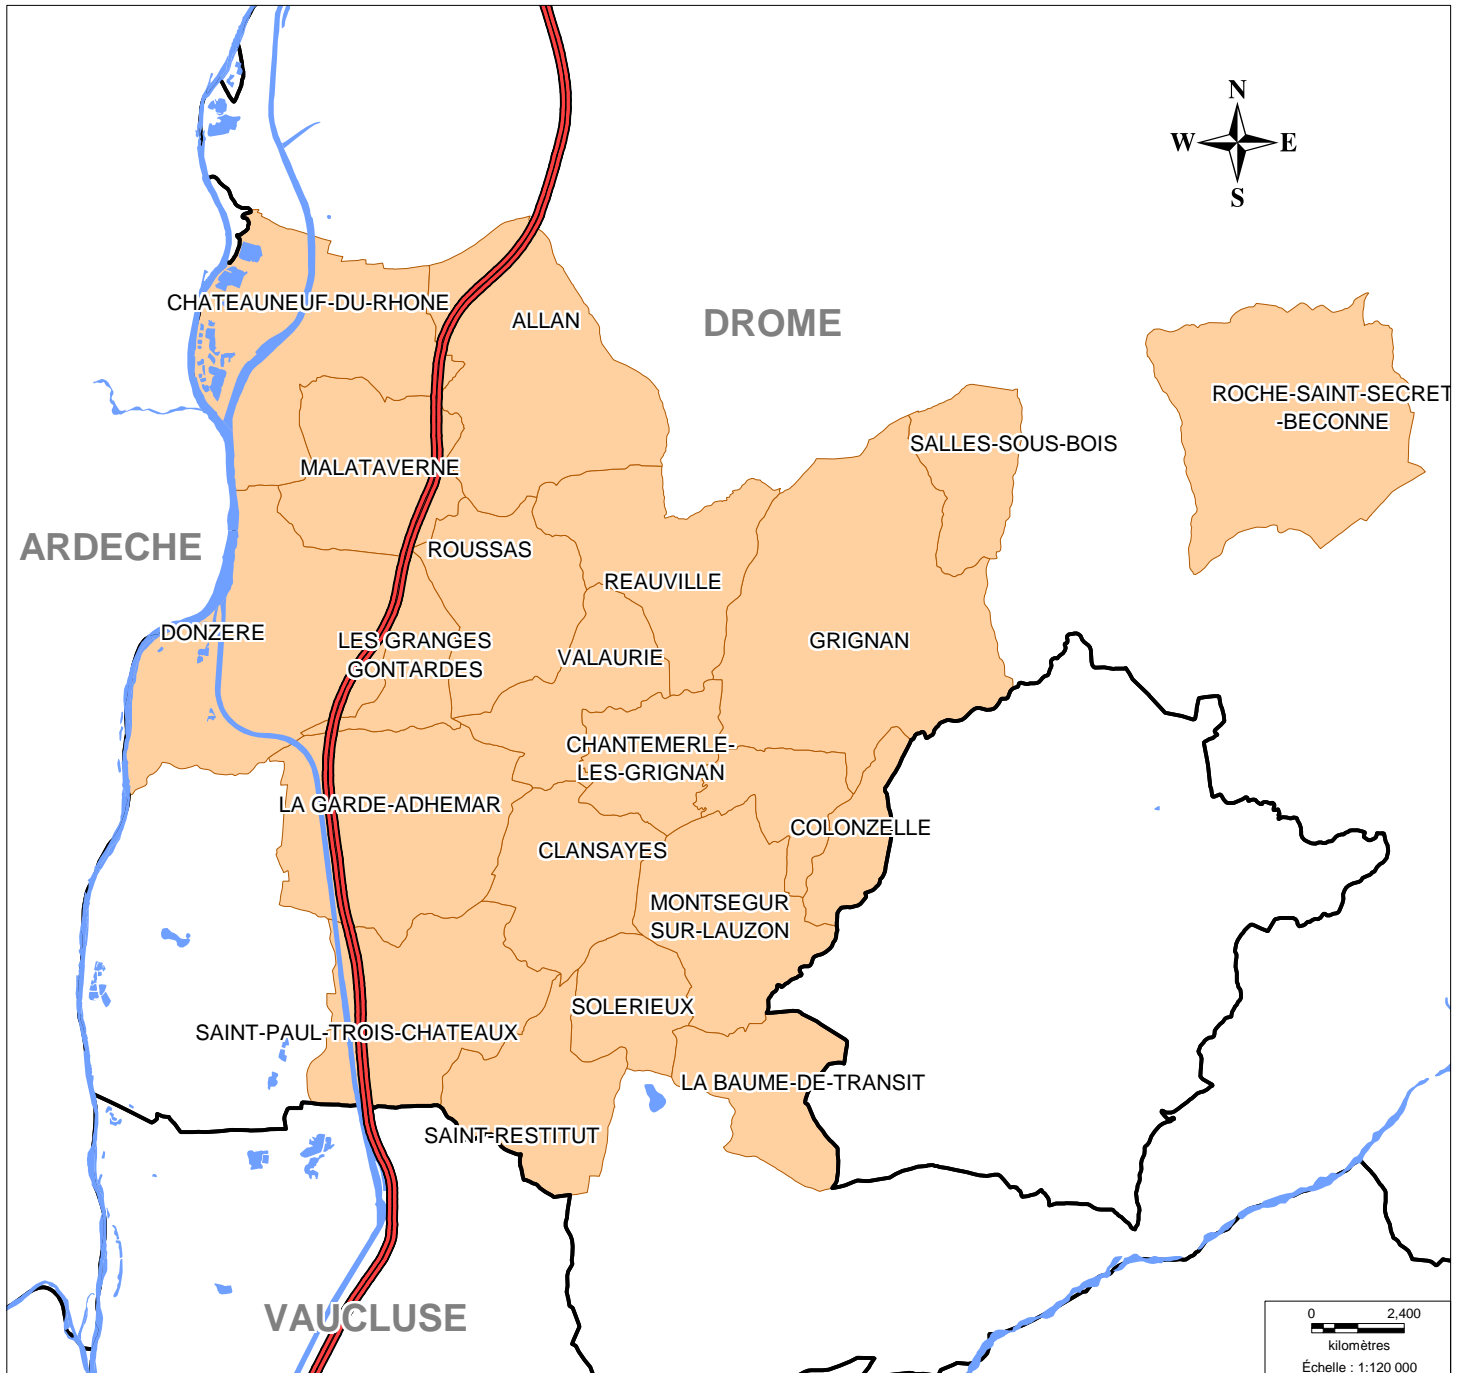 N
W E
S
CHATEAUNEUF-DU-RHONE
ALLAN
DROME
ROCHE-SAINT-SECRET
-BECONNE
SALLES-SOUS-BOIS
MALATAVERNE
ARDECHE
ROUSSAS
REAUVILLE
DONZERE
LES GRANGES
GONTARDES
VALAURIE
GRIGNAN
CHANTEMERLE-
LES-GRIGNAN
LA GARDE-ADHEMAR
COLONZELLE
CLANSAYES
MONTSEGUR
SUR-LAUZON
SOLERIEUX
SAINT-PAUL-TROIS-CHATEAUX
LA BAUME-DE-TRANSIT
SAINT-RESTITUT
VAUCLUSE
0 2,400
kilomètres
Échelle : 1:120 000